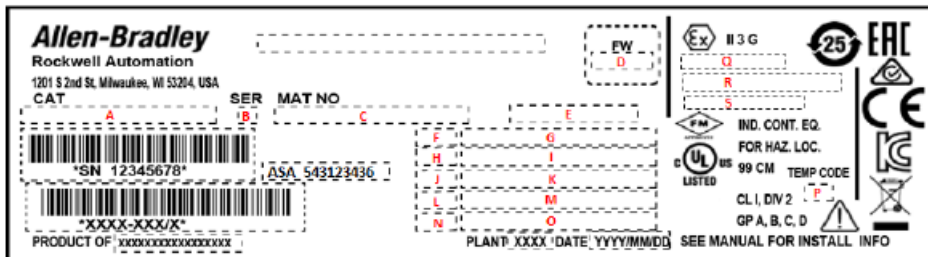 Allen-Bradley
Rockwell Automation
1201 S 2nd St, Milwaukee, WI 53204, USA
CAT SER MAT NO
A B C
FW
D
E
*SN 12345678*
ASA 543123436
*XXXX-XXX/X*
F G
H I
J K
L M
N O
PRODUCT OF XXXXXXXXXXXXXXXXX
PLANT XXXX DATE YYYY/MM/DD
Ex II 3 G
Q
R
S
25 EAC
FM
APPROVED
IND. CONT. EQ.
FOR HAZ. LOC.
C UL US
LISTED
99 CM
TEMP CODE
P
CL I, DIV 2
GP A, B, C, D
CE
SEE MANUAL FOR INSTALL INFO